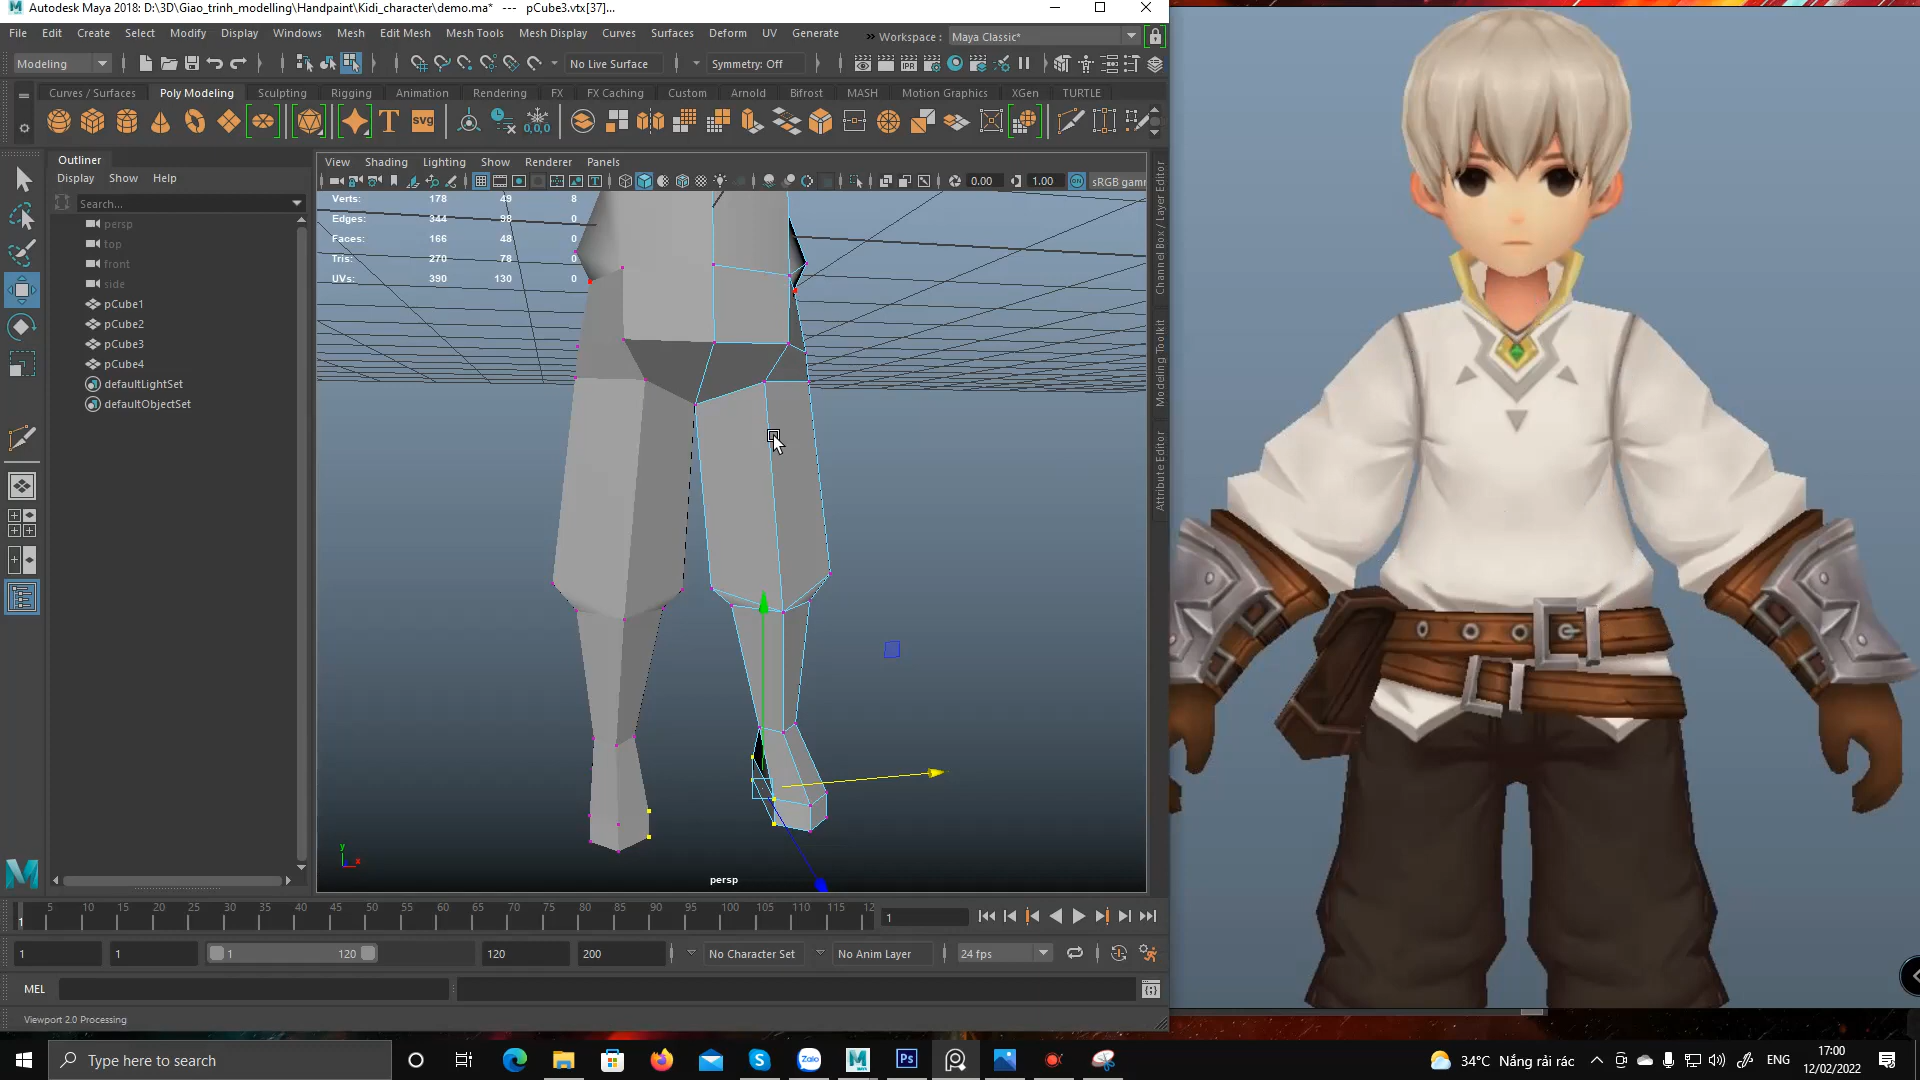 Autodesk Maya 2018: D:\3D\Giao_trinh_modelling\Handpaint\Kidi_character\demo.ma*   ---   pCube3.vtx[37]...
File Edit Create Select Modify Display Windows Mesh Edit Mesh Mesh Tools Mesh Display Curves Surfaces Deform UV Generate Workspace : Maya Classic*
Modeling No Live Surface Symmetry: Off
Curves / Surfaces Poly Modeling Sculpting Rigging Animation Rendering FX FX Caching Custom Arnold Bifrost MASH Motion Graphics XGen TURTLE
IPR T svg 0,0,0
Outliner
Display Show Help
Search...
persp
top
front
side
pCube1
pCube2
pCube3
pCube4
defaultLightSet
defaultObjectSet
View Shading Lighting Show Renderer Panels
0.00 1.00 sRGB gamm
Verts: 178 49 8
Edges: 344 98 0
Faces: 166 48 0
Tris: 270 78 0
UVs: 390 130 0
y
x
persp
Channel Box / Layer Editor
Modeling Toolkit
Attribute Editor
5 10 15 20 25 30 35 40 45 50 55 60 65 70 75 80 85 90 95 100 105 110 115 12
1 1
1 1 1 120 120 200 No Character Set No Anim Layer 24 fps
MEL
Viewport 2.0 Processing
Type here to search
Zalo Ps
34°C Nắng rải rác ENG 17:00
12/02/2022